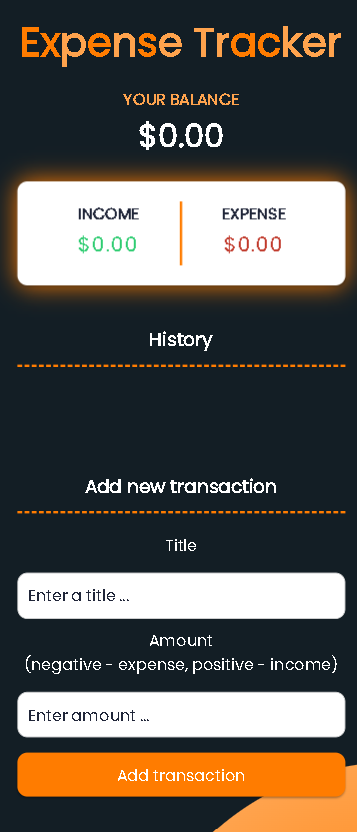 Expense Tracker
YOUR BALANCE
$0.00
INCOME EXPENSE
$0.00 $0.00
History
Add new transaction
Title
Enter a title ...
Amount
(negative - expense, positive - income)
Enter amount ...
Add transaction